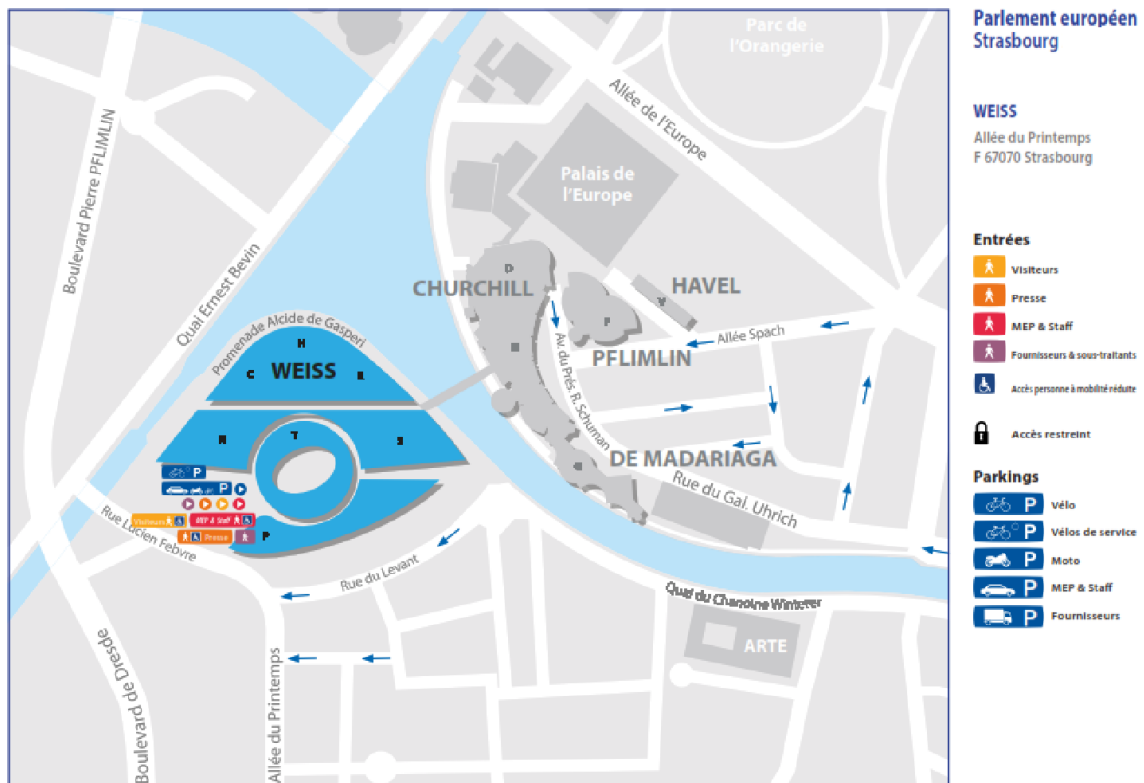 Parlement européen
Strasbourg
WEISS
Allée du Printemps
F 67070 Strasbourg
Entrées
Visiteurs
Presse
MEP & Staff
Fournisseurs & sous-traitants
Accès personne à mobilité réduite
Accès restreint
Parkings
P Vélo
P Vélos de service
P Moto
P MEP & Staff
P Fournisseurs
Parc de
l'Orangerie
Allée de l'Europe
Palais de
l'Europe
Boulevard Pierre PFLIMLIN
Quai Ernest Bevin
Promenade Alcide de Gasperi
CHURCHILL
D
HAVEL
V
F
PFLIMLIN
Allée Spach
Av. du Prés. R. Schuman
H
C
WEISS
N
L
S
DE MADARIAGA
Rue du Gal. Uhrich
P
P
Visiteurs
MEP & Staff
Presse
P
Rue Lucien Febvre
Rue du Levant
Quai du Chanoine Winterer
ARTE
Boulevard de Dresde
Allée du Printemps